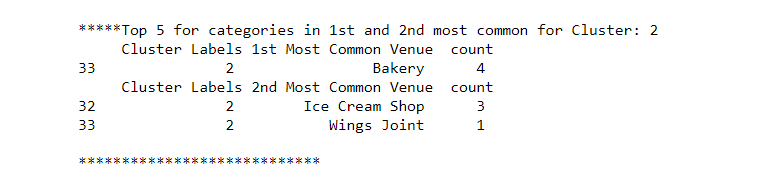 *****Top 5 for categories in 1st and 2nd most common for Cluster: 2
Cluster Labels 1st Most Common Venue count
33 2 Bakery 4
Cluster Labels 2nd Most Common Venue count
32 2 Ice Cream Shop 3
33 2 Wings Joint 1
****************************